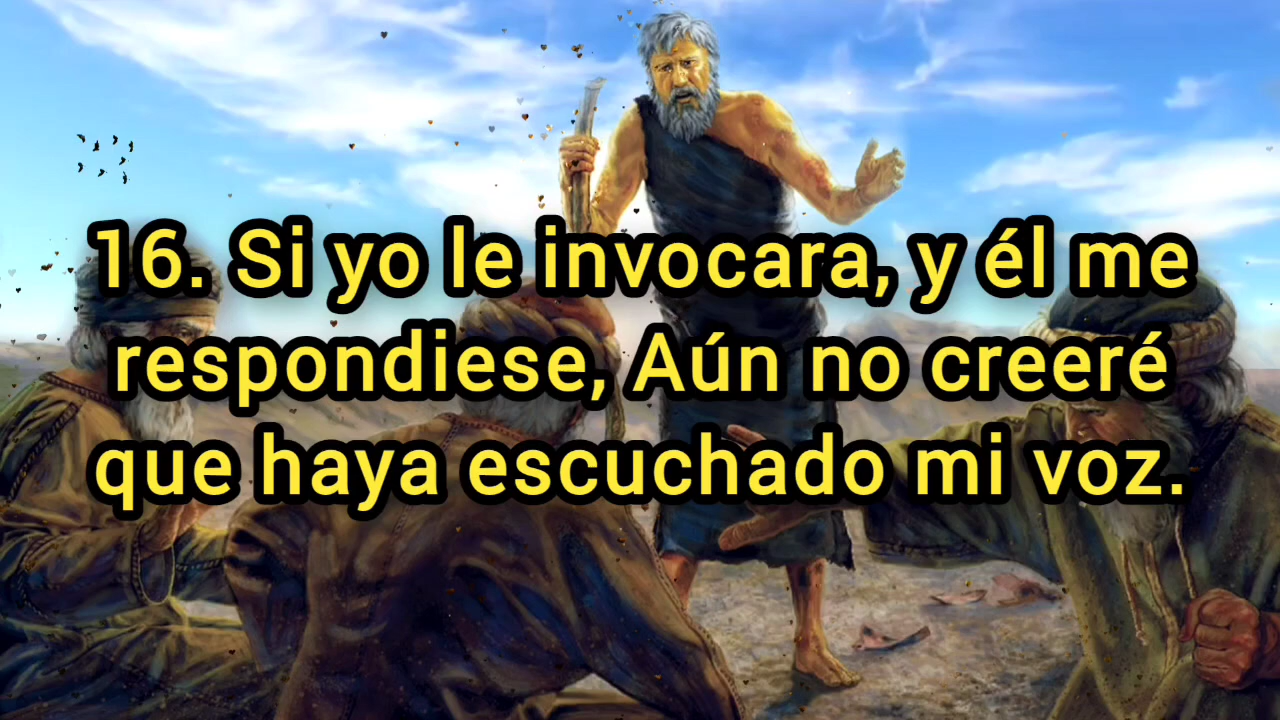 16. Si yo le invocara, y él me
respondiese, Aún no creeré
que haya escuchado mi voz.